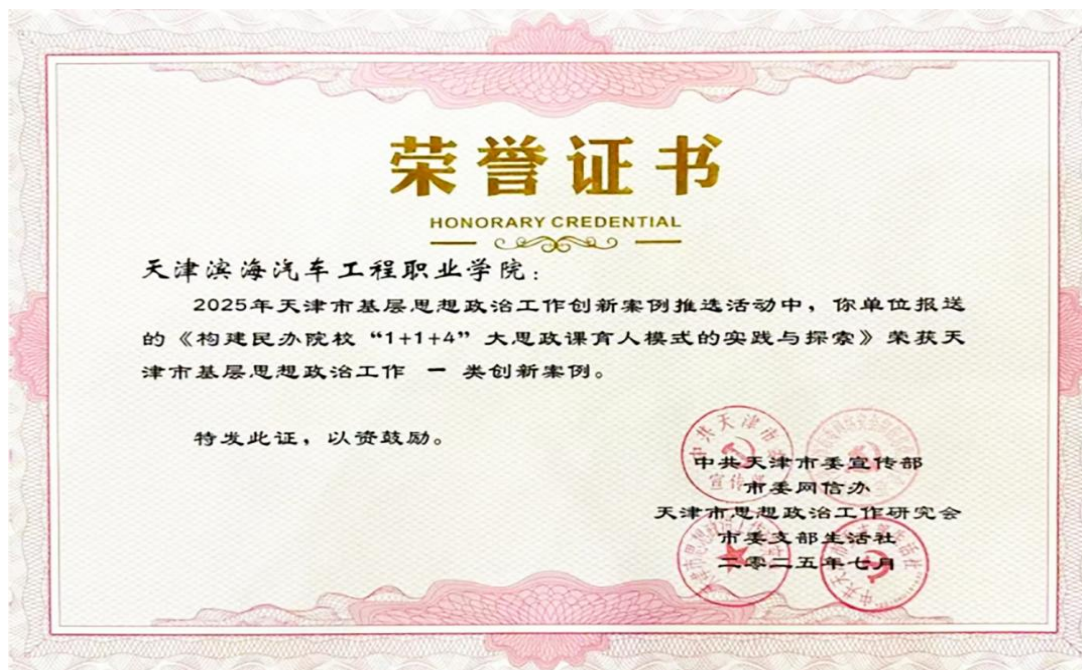 荣誉证书
HONORARY CREDENTIAL
天津滨海汽车工程职业学院：
2025年天津市基层思想政治工作创新案例推选活动中，你单位报送
的《构建民办院校“1+1+4”大思政课育人模式的实践与探索》荣获天
津市基层思想政治工作 一 类创新案例。
特发此证，以资鼓励。
中共天津市委宣传部
市委网信办
天津市思想政治工作研究会
市委支部生活社
二零二五年七月